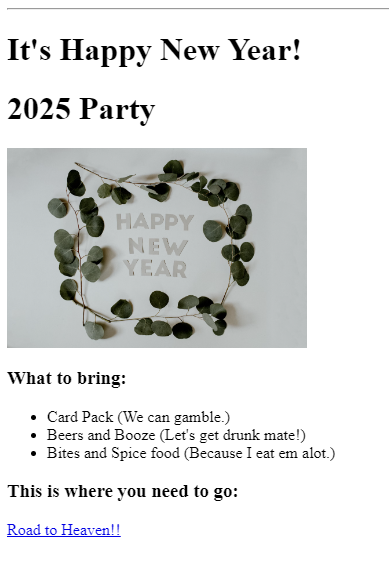 It's Happy New Year!
2025 Party
HAPPY
NEW
YEAR
What to bring:
Card Pack (We can gamble.)
Beers and Booze (Let's get drunk mate!)
Bites and Spice food (Because I eat em alot.)
This is where you need to go:
Road to Heaven!!